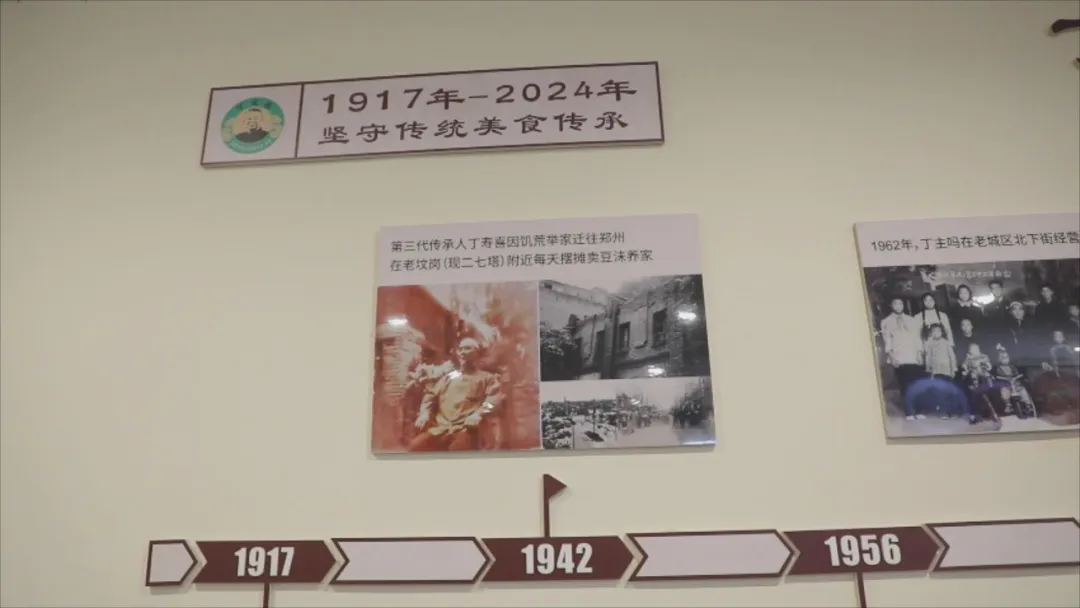 1917年-2024年
坚守传统美食传承
第三代传承人丁寿喜因饥荒举家迁往郑州
在老坟岗(现二七塔)附近每天摆摊卖豆沫养家
1962年,丁主吗在老城区北下街经营
1917
1942
1956